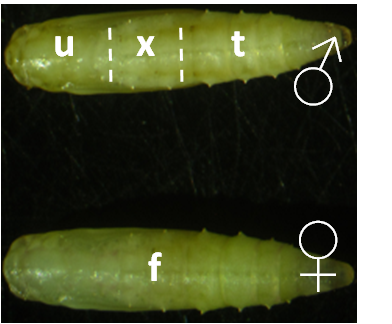 u x t ♂
f ♀